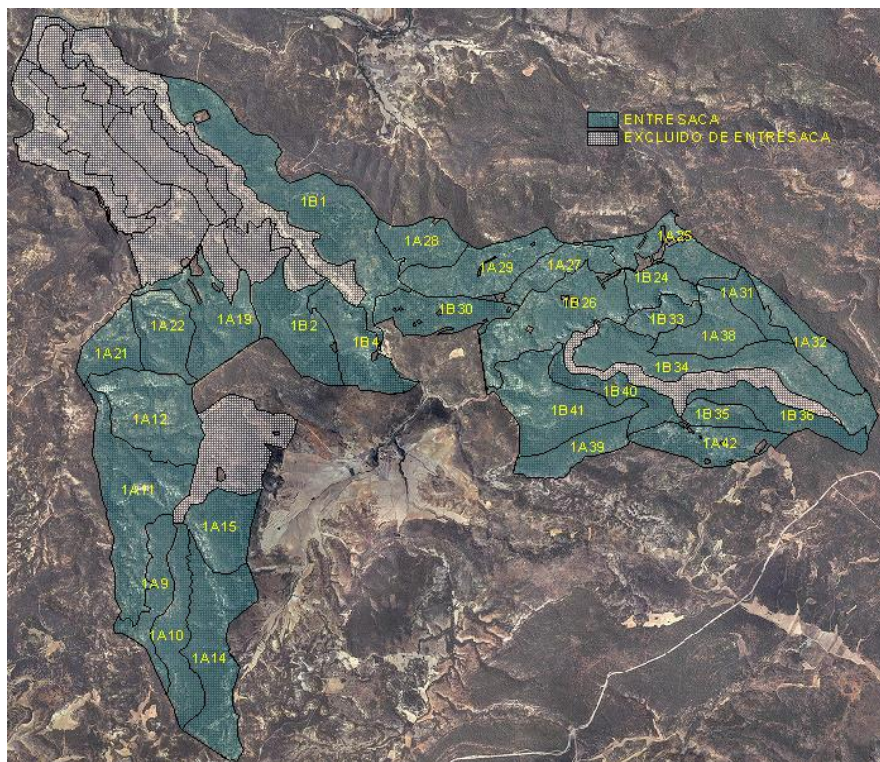 ENTRESACA
EXCLUIDO DE ENTRESACA
1B1
1A28
1A25
1A29
1A27
1B24
1A31
1B26
1B30
1B33
1A22
1A19
1B2
1B4
1A38
1A32
1A21
1B34
1B40
1B41
1B35
1B36
1A12
1A39
1A42
1A11
1A15
1A9
1A10
1A14